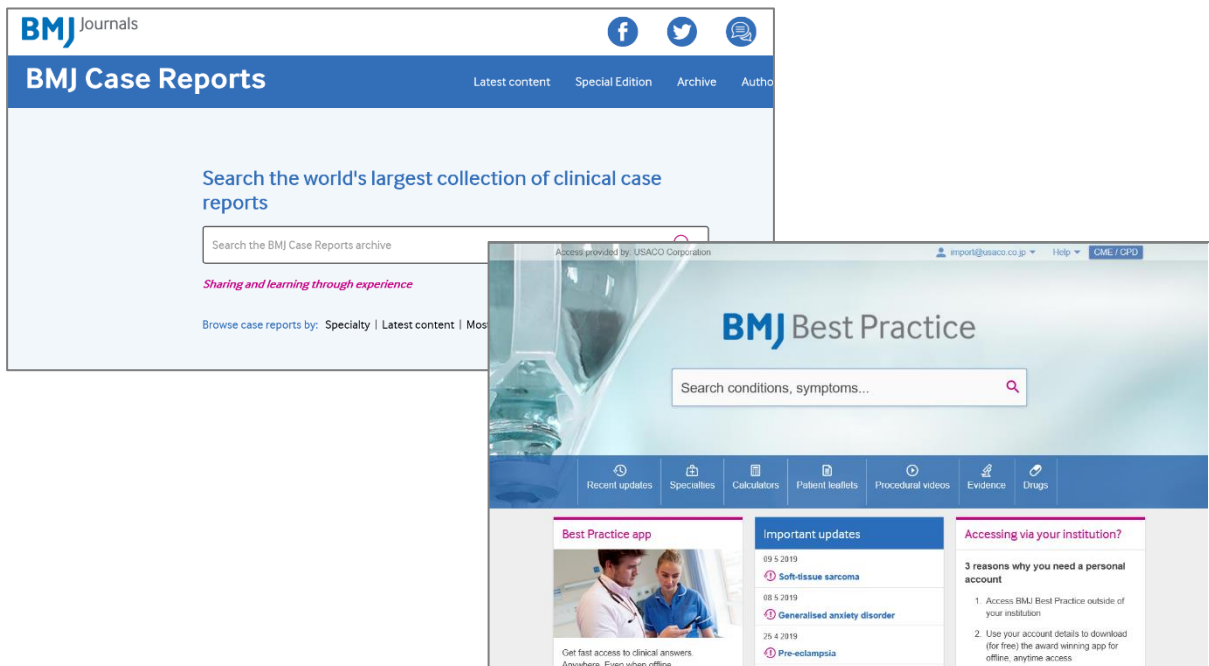 BMJ Journals
BMJ Case Reports
Latest content Special Edition Archive Autho
Search the world's largest collection of clinical case
reports
Search the BMJ Case Reports archive
Sharing and learning through experience
Browse case reports by: Specialty | Latest content | Mos
Access provided by: USACO Corporation
import@usaco.co.jp Help CME / CPD
BMJ Best Practice
Search conditions, symptoms...
Recent updates Specialties Calculators Patient leaflets Procedural videos Evidence Drugs
Best Practice app
Get fast access to clinical answers.
Anywhere. Even when offline.
Important updates
09 5 2019
Soft-tissue sarcoma
08 5 2019
Generalised anxiety disorder
25 4 2019
Pre-eclampsia
Accessing via your institution?
3 reasons why you need a personal
account
1. Access BMJ Best Practice outside of
your institution
2. Use your account details to download
(for free) the award winning app for
offline, anytime access